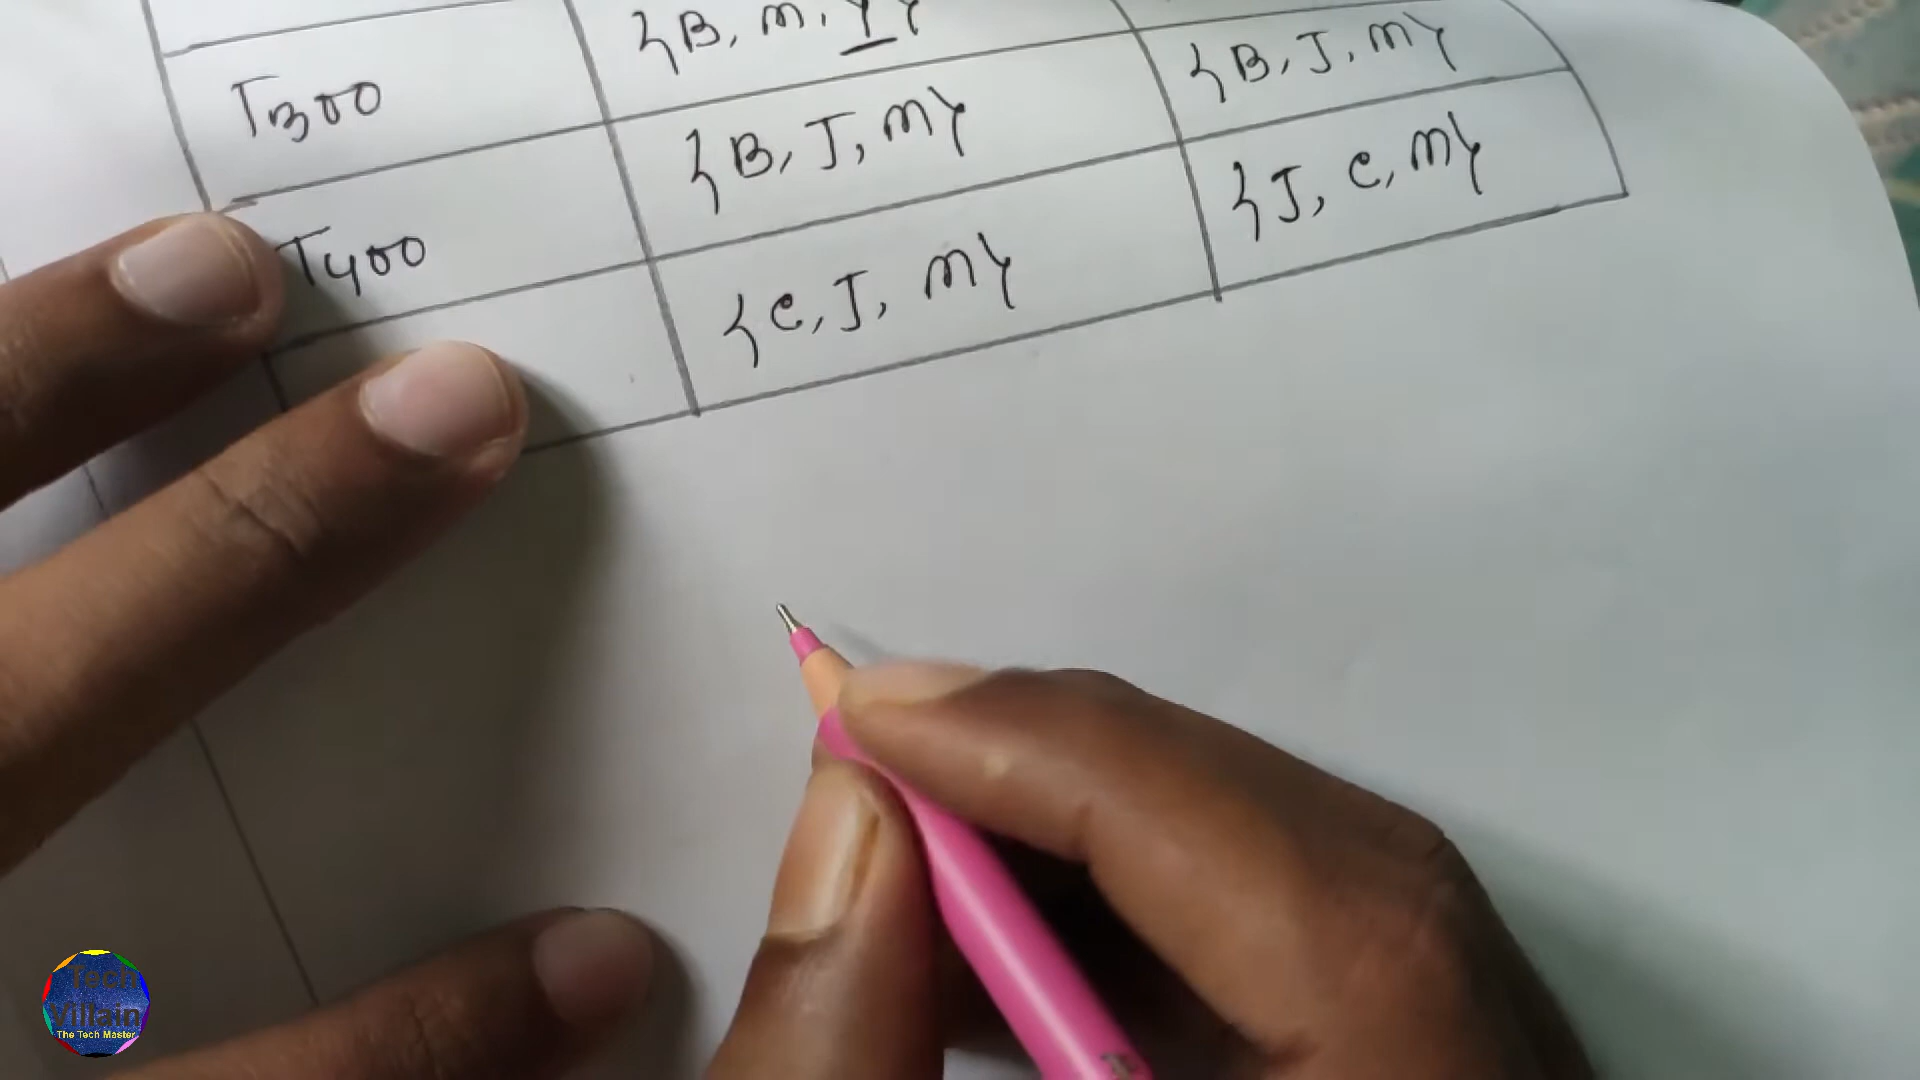 T300 {B, m, Y}
T400 {B, J, m} {B, J, m}
{C, J, m} {J, C, m}
Tech
Villain
The Tech Master